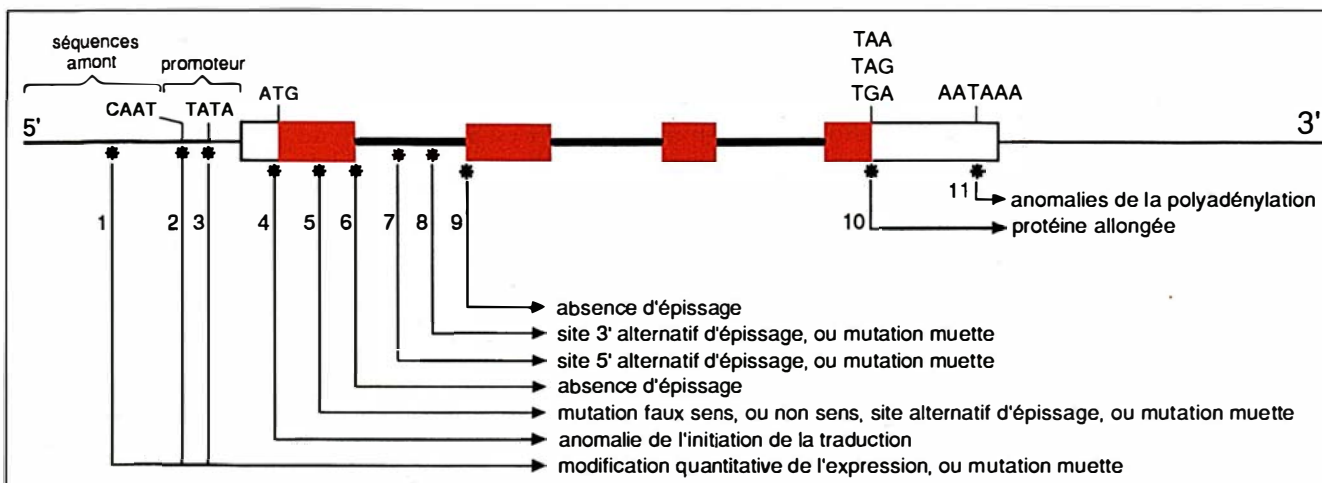 séquences
amont
promoteur
TAA
TAG
TGA
ATG
AATAAA
CAAT
TATA
5'
3'
1
2
3
4
5
6
7
8
9
10
11
anomalies de la polyadénylation
protéine allongée
absence d'épissage
site 3' alternatif d'épissage, ou mutation muette
site 5' alternatif d'épissage, ou mutation muette
absence d'épissage
mutation faux sens, ou non sens, site alternatif d'épissage, ou mutation muette
anomalie de l'initiation de la traduction
modification quantitative de l'expression, ou mutation muette